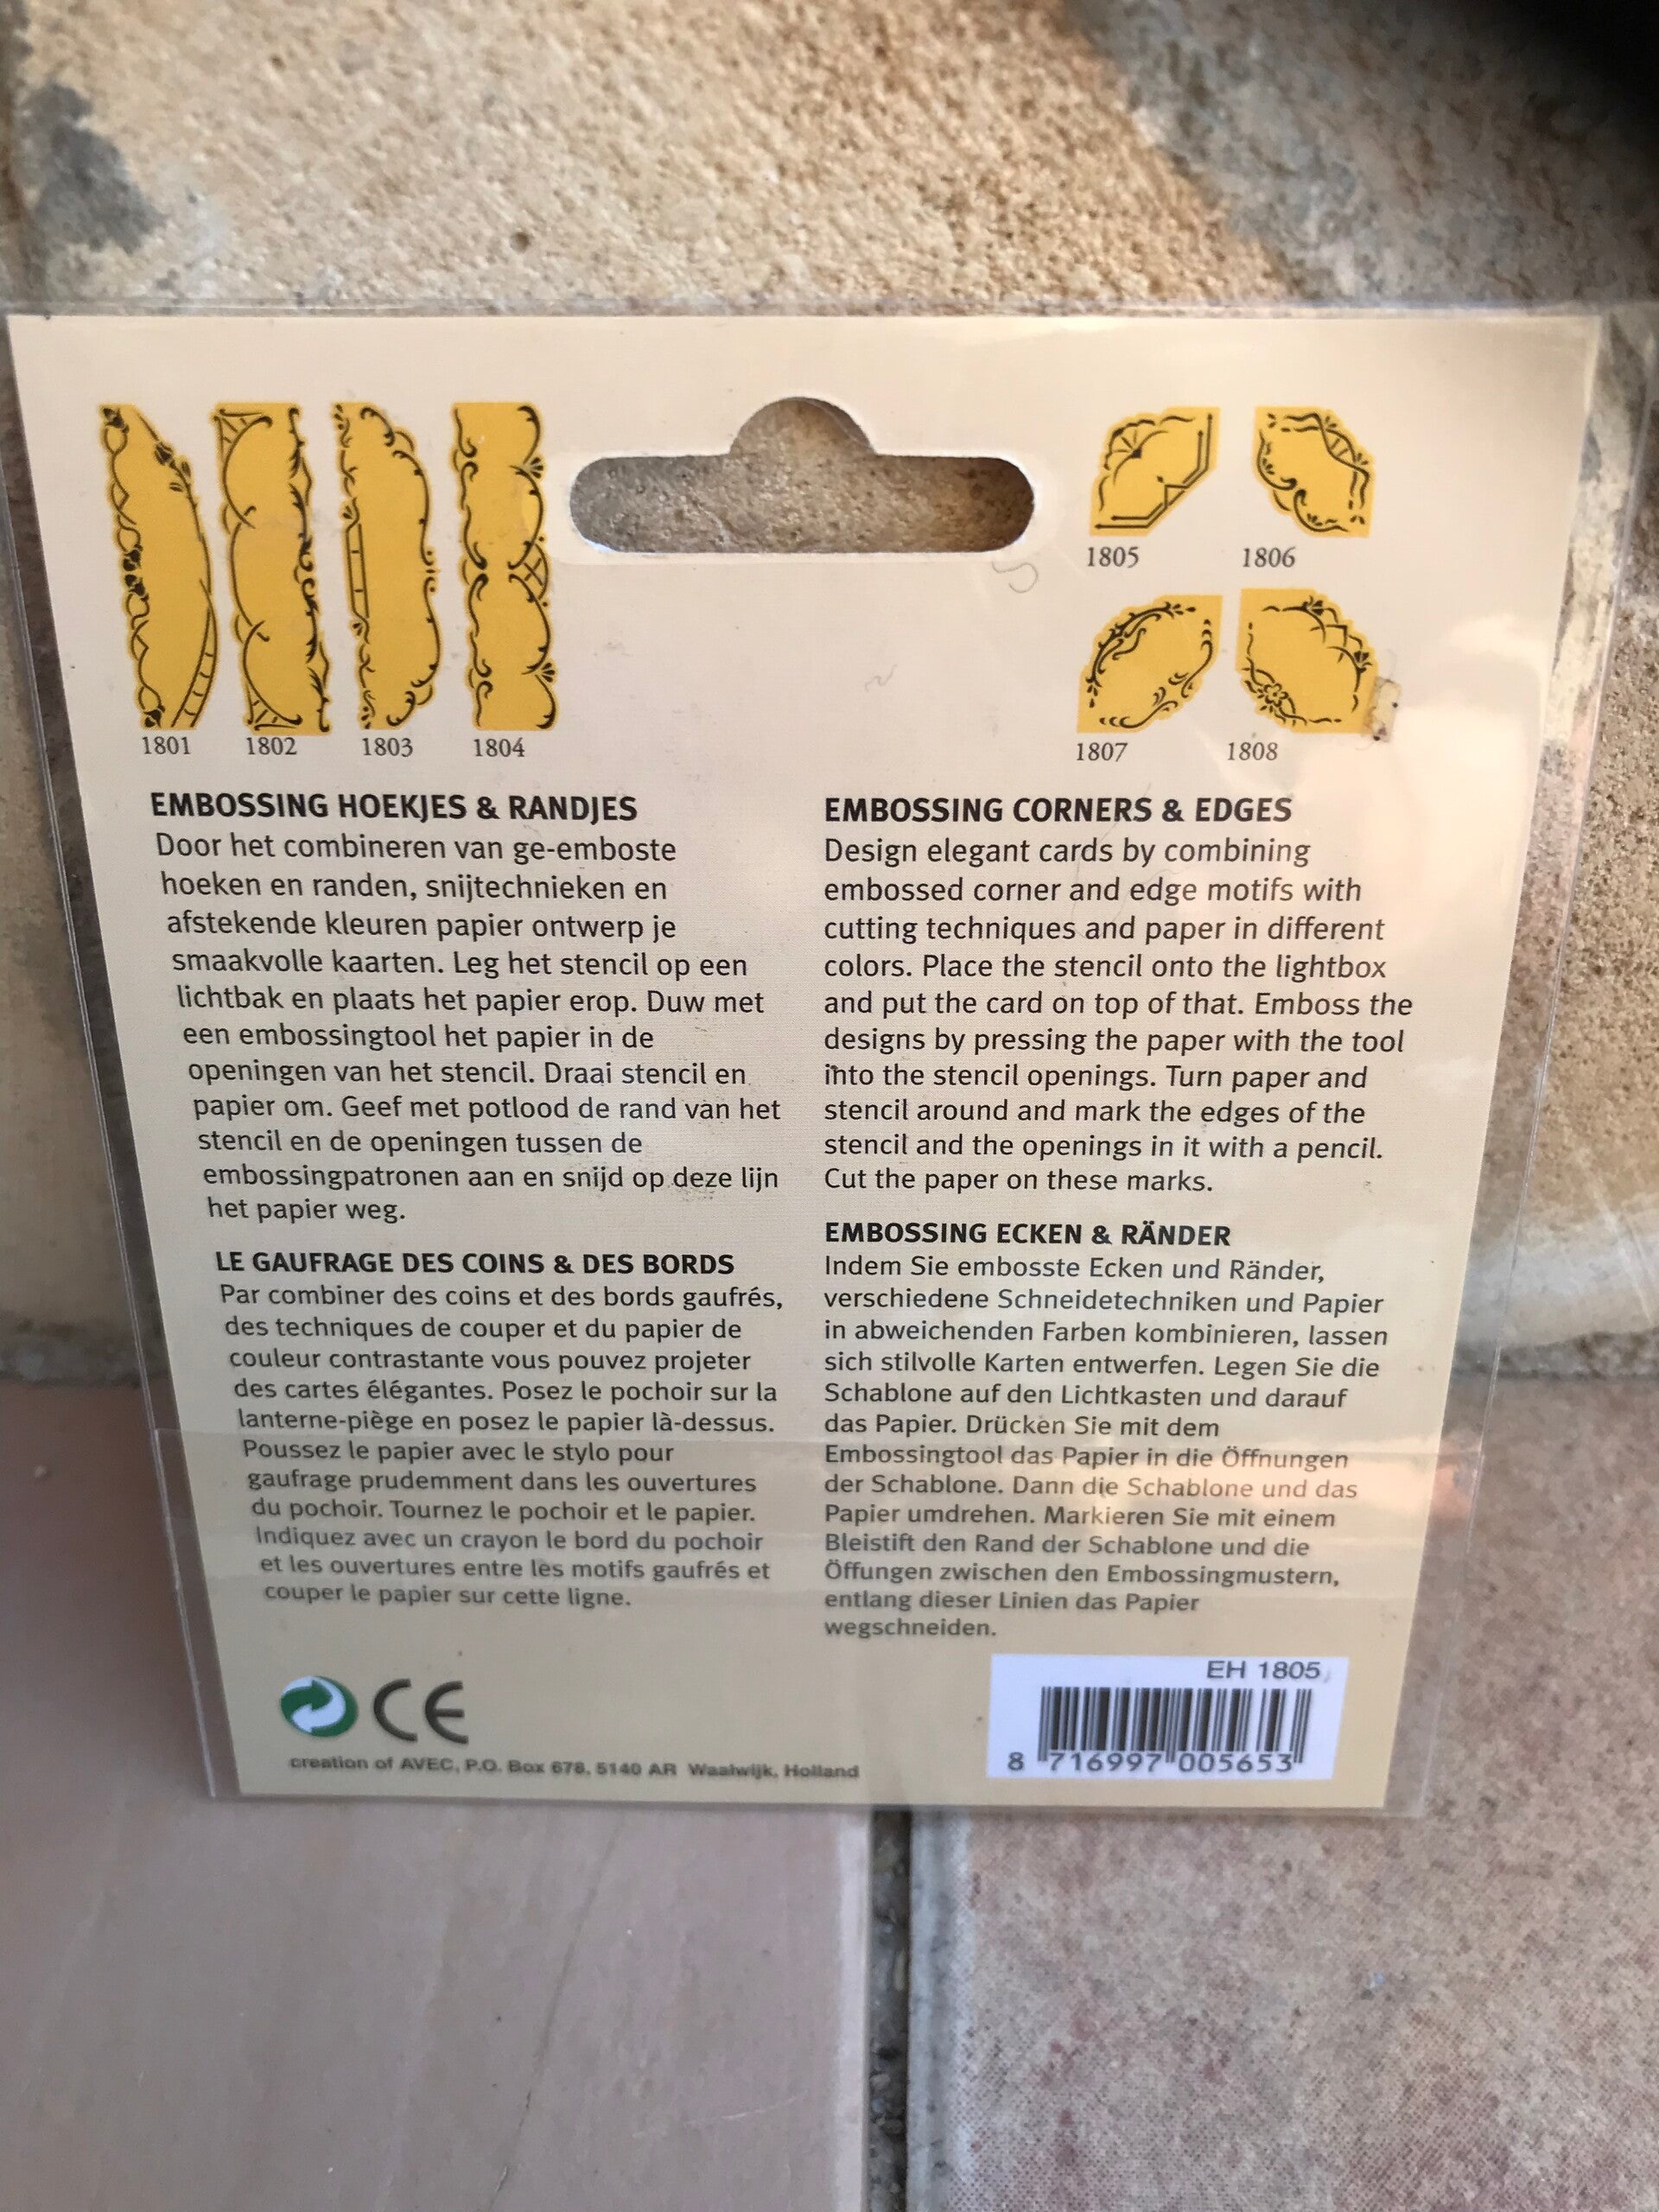 1801 1802 1803 1804
1805 1806
1807 1808
EMBOSSING HOEKJES & RANDJES
Door het combineren van ge-emboste
hoeken en randen, snijtechnieken en
afstekende kleuren papier ontwerp je
smaakvolle kaarten. Leg het stencil op een
lichtbak en plaats het papier erop. Duw met
een embossingtool het papier in de
openingen van het stencil. Draai stencil en
papier om. Geef met potlood de rand van het
stencil en de openingen tussen de
embossingpatronen aan en snijd op deze lijn
het papier weg.
LE GAUFRAGE DES COINS & DES BORDS
Par combiner des coins et des bords gaufrés,
des techniques de couper et du papier de
couleur contrastante vous pouvez projeter
des cartes élégantes. Posez le pochoir sur la
lanterne-piège en posez le papier là-dessus.
Poussez le papier avec le stylo pour
gaufrage prudemment dans les ouvertures
du pochoir. Tournez le pochoir et le papier.
Indiquez avec un crayon le bord du pochoir
et les ouvertures entre les motifs gaufrés et
couper le papier sur cette ligne.
EMBOSSING CORNERS & EDGES
Design elegant cards by combining
embossed corner and edge motifs with
cutting techniques and paper in different
colors. Place the stencil onto the lightbox
and put the card on top of that. Emboss the
designs by pressing the paper with the tool
into the stencil openings. Turn paper and
stencil around and mark the edges of the
stencil and the openings in it with a pencil.
Cut the paper on these marks.
EMBOSSING ECKEN & RÄNDER
Indem Sie embosste Ecken und Ränder,
verschiedene Schneidetechniken und Papier
in abweichenden Farben kombinieren, lassen
sich stilvolle Karten entwerfen. Legen Sie die
Schablone auf den Lichtkasten und darauf
das Papier. Drücken Sie mit dem
Embossingtool das Papier in die Öffnungen
der Schablone. Dann die Schablone und das
Papier umdrehen. Markieren Sie mit einem
Bleistift den Rand der Schablone und die
Öffungen zwischen den Embossingmustern,
entlang dieser Linien das Papier
wegschneiden.
CE
creation of AVEC, P.O. Box 678, 5140 AR Waalwijk, Holland
EH 1805
8 716997 005653